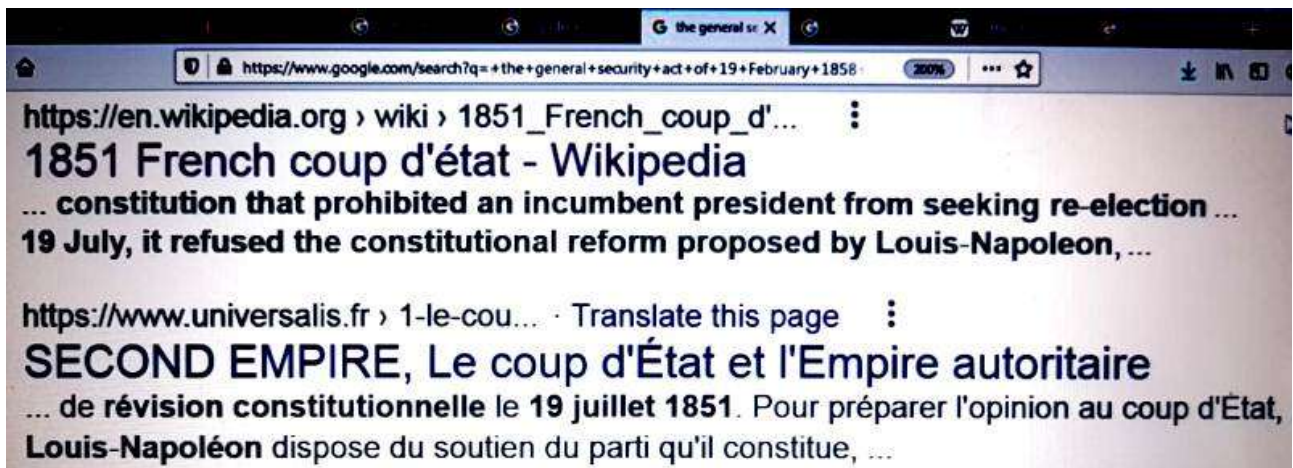 the general se
https://www.google.com/search?q=+the+general+security+act+of+19+February+1858
200%
https://en.wikipedia.org › wiki › 1851_French_coup_d'...
1851 French coup d'état - Wikipedia
... constitution that prohibited an incumbent president from seeking re-election ...
19 July, it refused the constitutional reform proposed by Louis-Napoleon, ...
https://www.universalis.fr › 1-le-cou... · Translate this page
SECOND EMPIRE, Le coup d'État et l'Empire autoritaire
... de révision constitutionnelle le 19 juillet 1851. Pour préparer l'opinion au coup d'État,
Louis-Napoléon dispose du soutien du parti qu'il constitue, ...